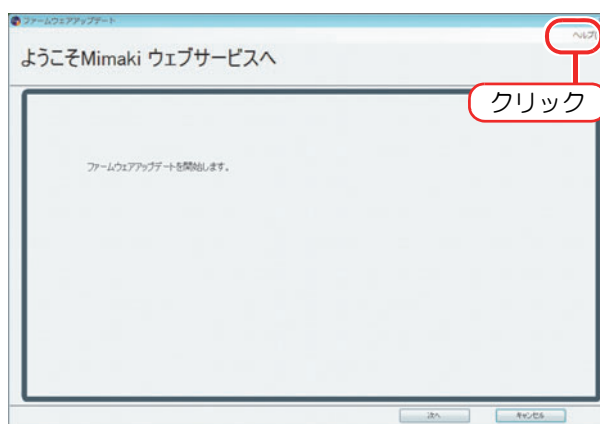 ファームウェアアップデート
ヘルプ(
ようこそMimaki ウェブサービスへ
クリック
ファームウェアアップデートを開始します。
次へ
キャンセル